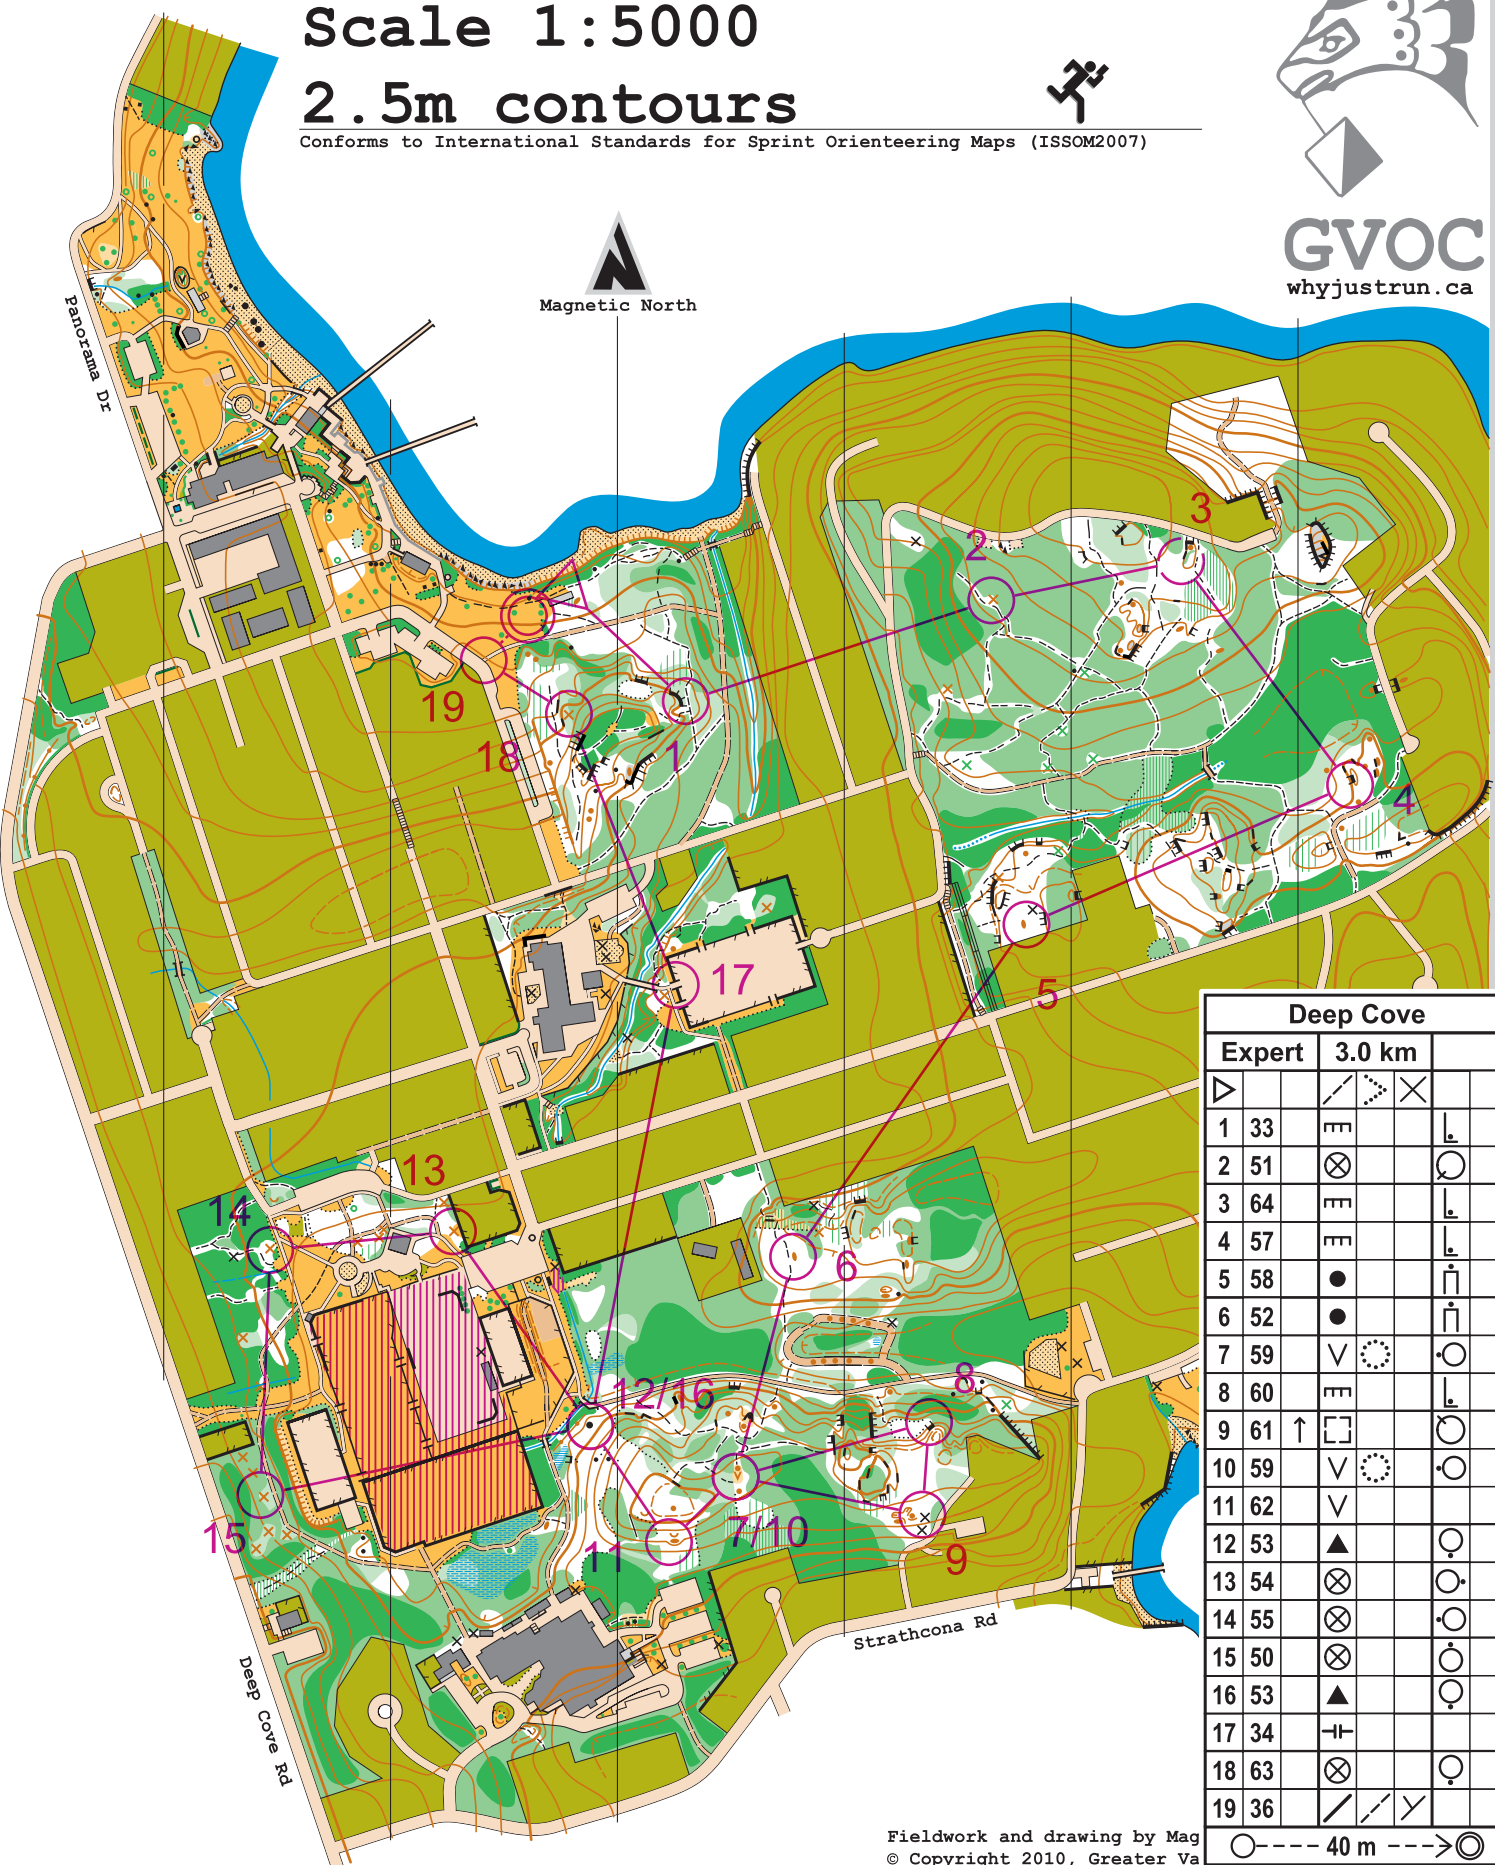 Scale 1:5000
2.5m contours
Conforms to International Standards for Sprint Orienteering Maps (ISSOM2007)
GVOC
whyjustrun.ca
Magnetic North
Panorama Dr
3
2
19
18
1
4
17
5
13
14
6
12/16
8
15
7/10
11
9
Strathcona Rd
Deep Cove Rd
Deep Cove
Expert 3.0 km
1 33
2 51
3 64
4 57
5 58
6 52
7 59
8 60
9 61
10 59
11 62
12 53
13 54
14 55
15 50
16 53
17 34
18 63
19 36
40 m
Fieldwork and drawing by Mag
© Copyright 2010, Greater Va